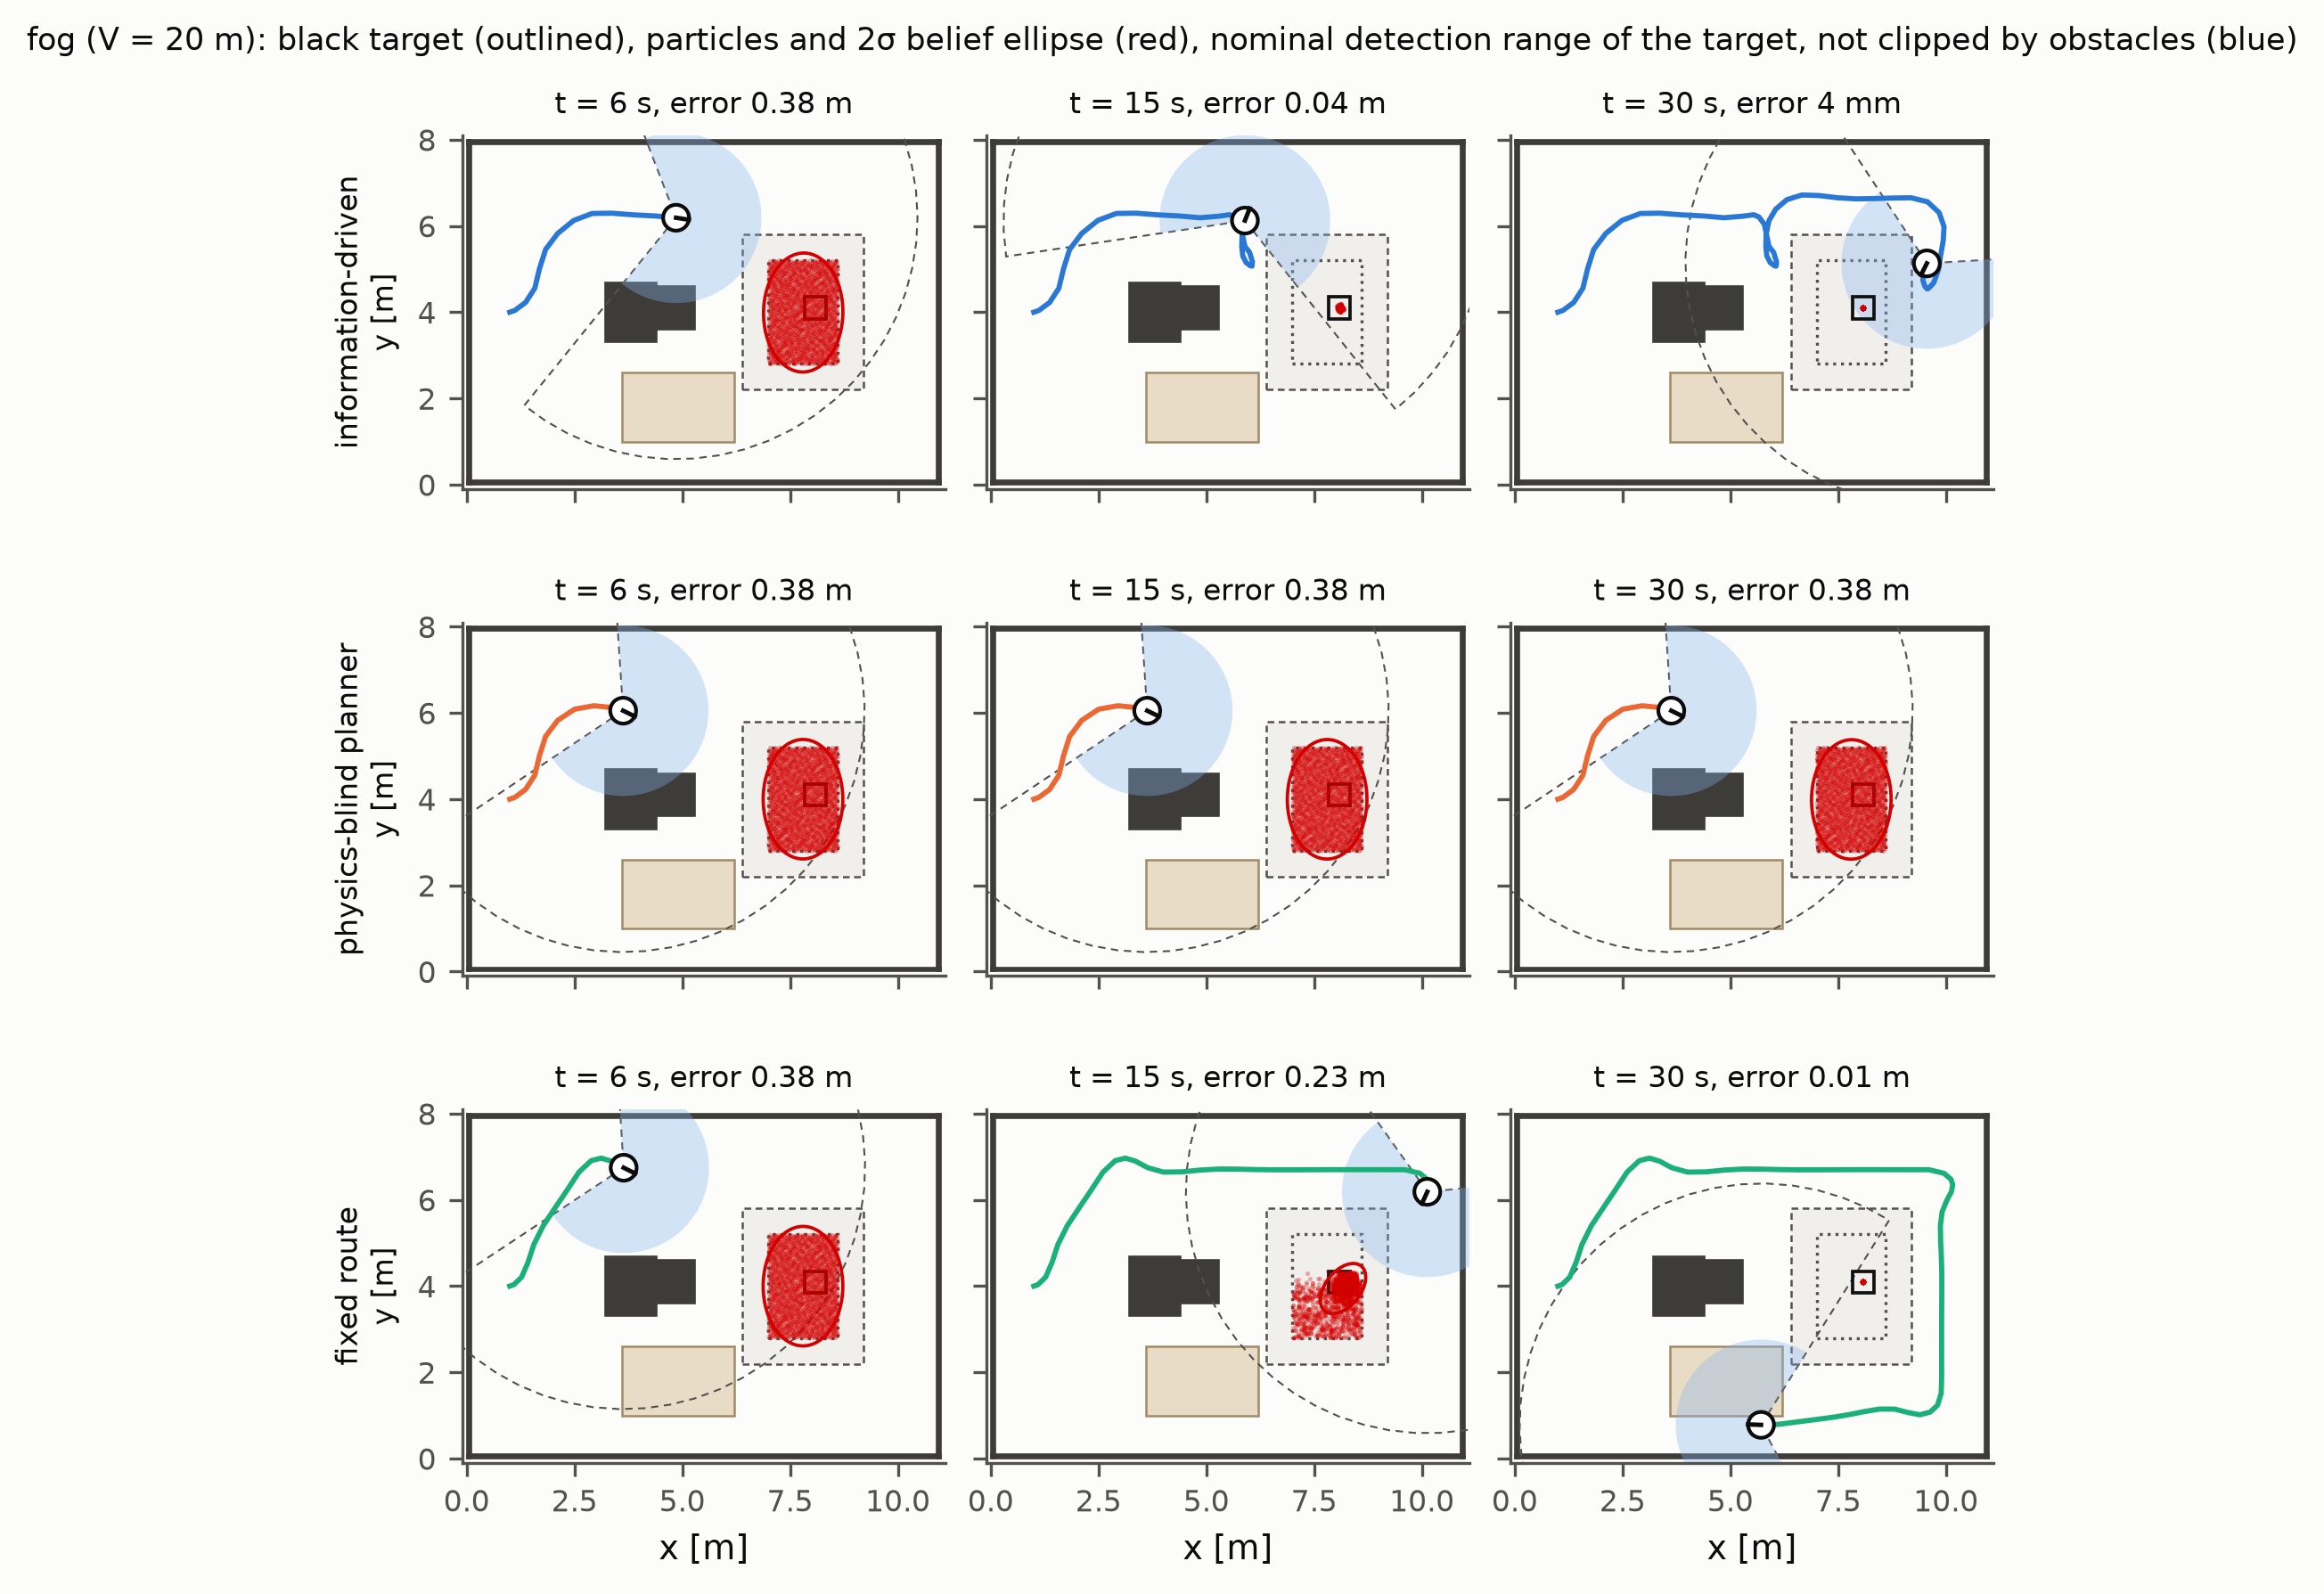 fog (V = 20 m): black target (outlined), particles and 2σ belief ellipse (red), nominal detection range of the target, not clipped by obstacles (blue)
t = 6 s, error 0.38 m
t = 15 s, error 0.04 m
t = 30 s, error 4 mm
information-driven
y [m]
8
6
4
2
0
t = 6 s, error 0.38 m
t = 15 s, error 0.38 m
t = 30 s, error 0.38 m
physics-blind planner
y [m]
8
6
4
2
0
t = 6 s, error 0.38 m
t = 15 s, error 0.23 m
t = 30 s, error 0.01 m
fixed route
y [m]
8
6
4
2
0
0.0 2.5 5.0 7.5 10.0
0.0 2.5 5.0 7.5 10.0
0.0 2.5 5.0 7.5 10.0
x [m]
x [m]
x [m]